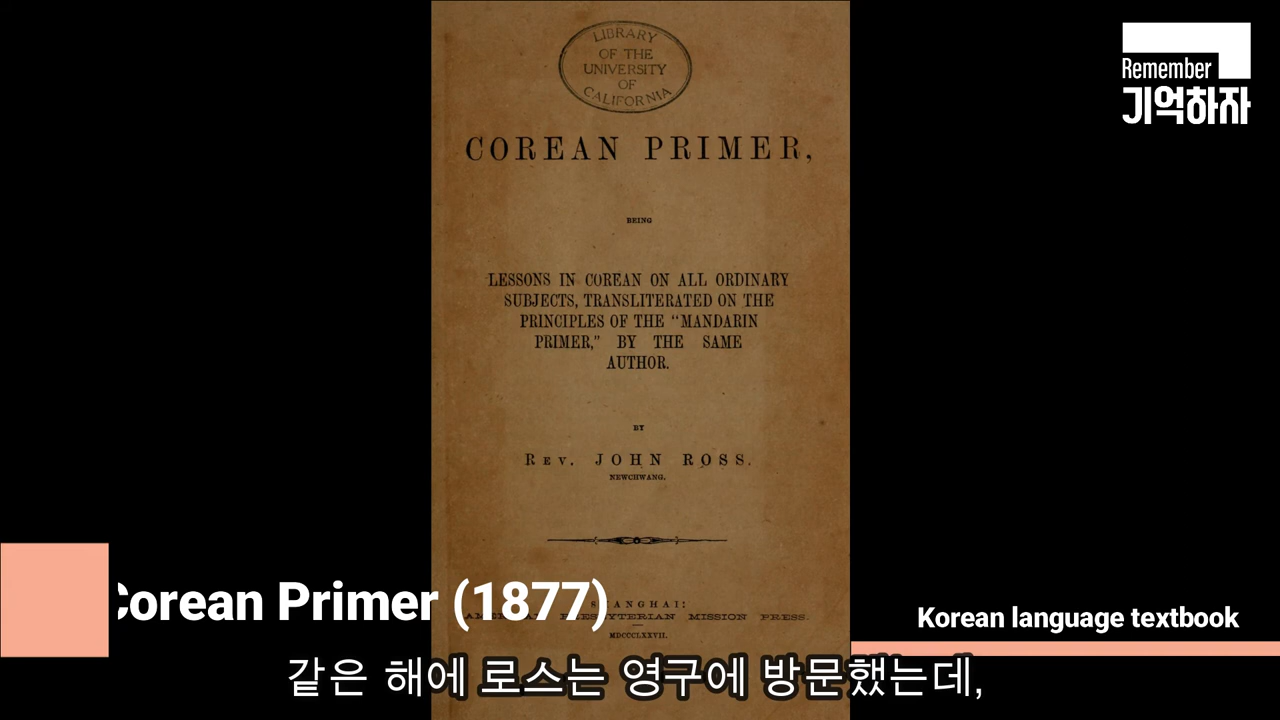 LIBRARY
OF THE
UNIVERSITY
OF
CALIFORNIA
Remember
기억하자
COREAN PRIMER,
BEING
LESSONS IN COREAN ON ALL ORDINARY
SUBJECTS, TRANSLITERATED ON THE
PRINCIPLES OF THE “MANDARIN
PRIMER,” BY THE SAME
AUTHOR.
BY
REV. JOHN ROSS.
NEWCHWANG.
Corean Primer (1877)
SHANGHAI:
AMERICAN PRESBYTERIAN MISSION PRESS.
MDCCCLXXVII.
Korean language textbook
같은 해에 로스는 영구에 방문했는데,